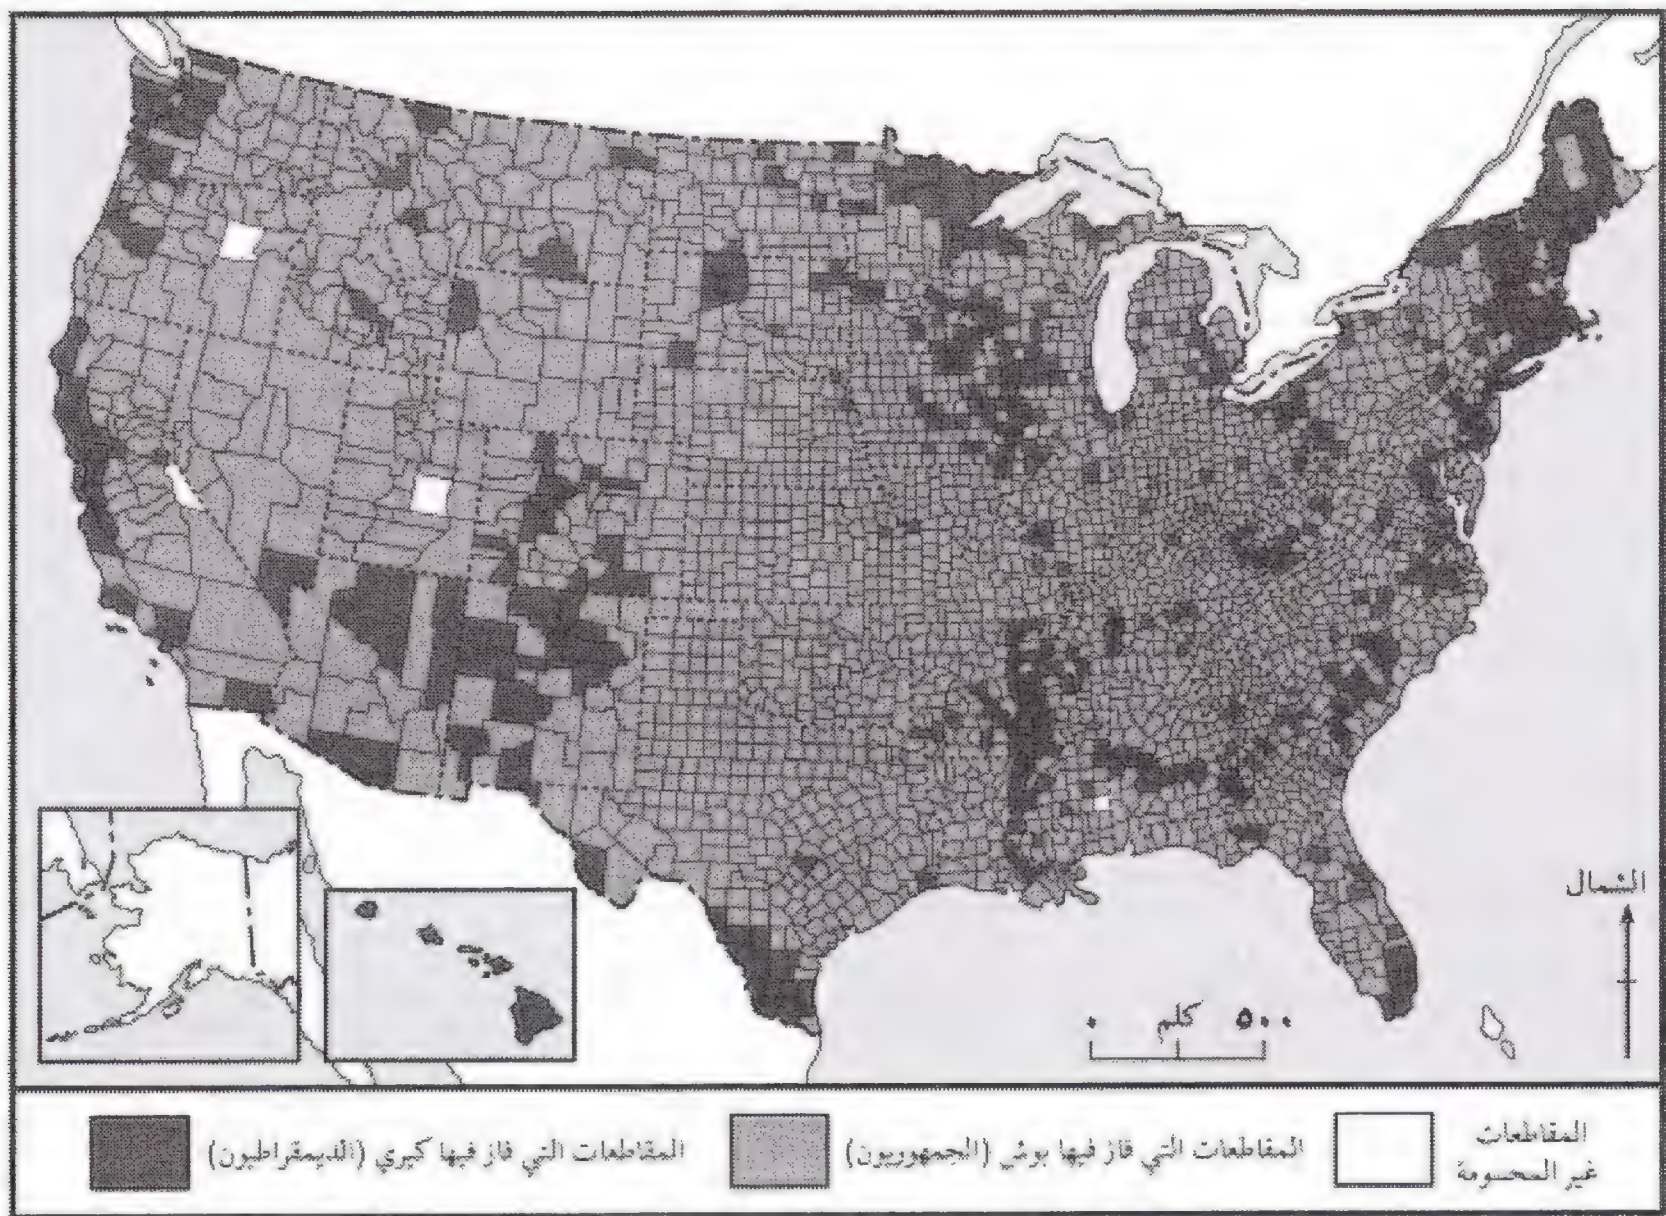 الشمال
٠ كلم ٥٠٠
المقاطعات
غير المحسومة
المقاطعات التي فاز فيها بوش (الجمهوريون)
المقاطعات التي فاز فيها كيري (الديمقراطيون)